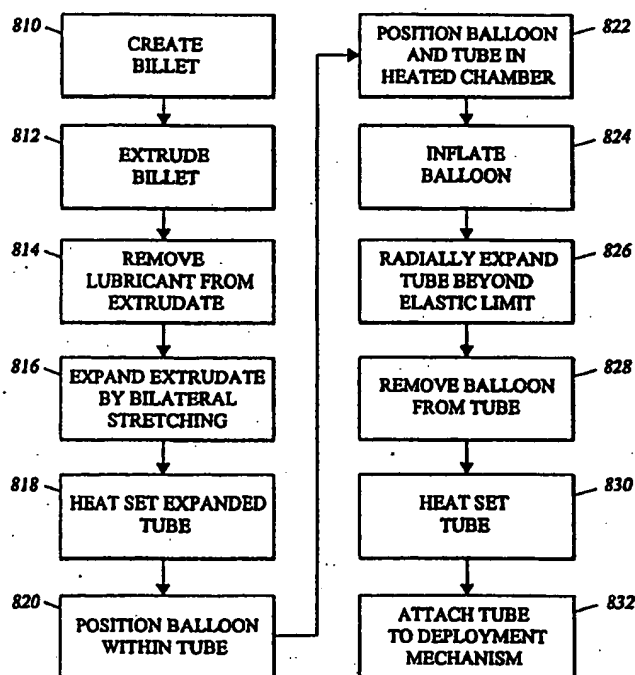 810
CREATE
BILLET
812
EXTRUDE
BILLET
814
REMOVE
LUBRICANT FROM
EXTRUDATE
816
EXPAND EXTRUDATE
BY BILATERAL
STRETCHING
818
HEAT SET EXPANDED
TUBE
820
POSITION BALLOON
WITHIN TUBE
822
POSITION BALLOON
AND TUBE IN
HEATED CHAMBER
824
INFLATE
BALLOON
826
RADIALLY EXPAND
TUBE BEYOND
ELASTIC LIMIT
828
REMOVE BALLOON
FROM TUBE
830
HEAT SET
TUBE
832
ATTACH TUBE
TO DEPLOYMENT
MECHANISM